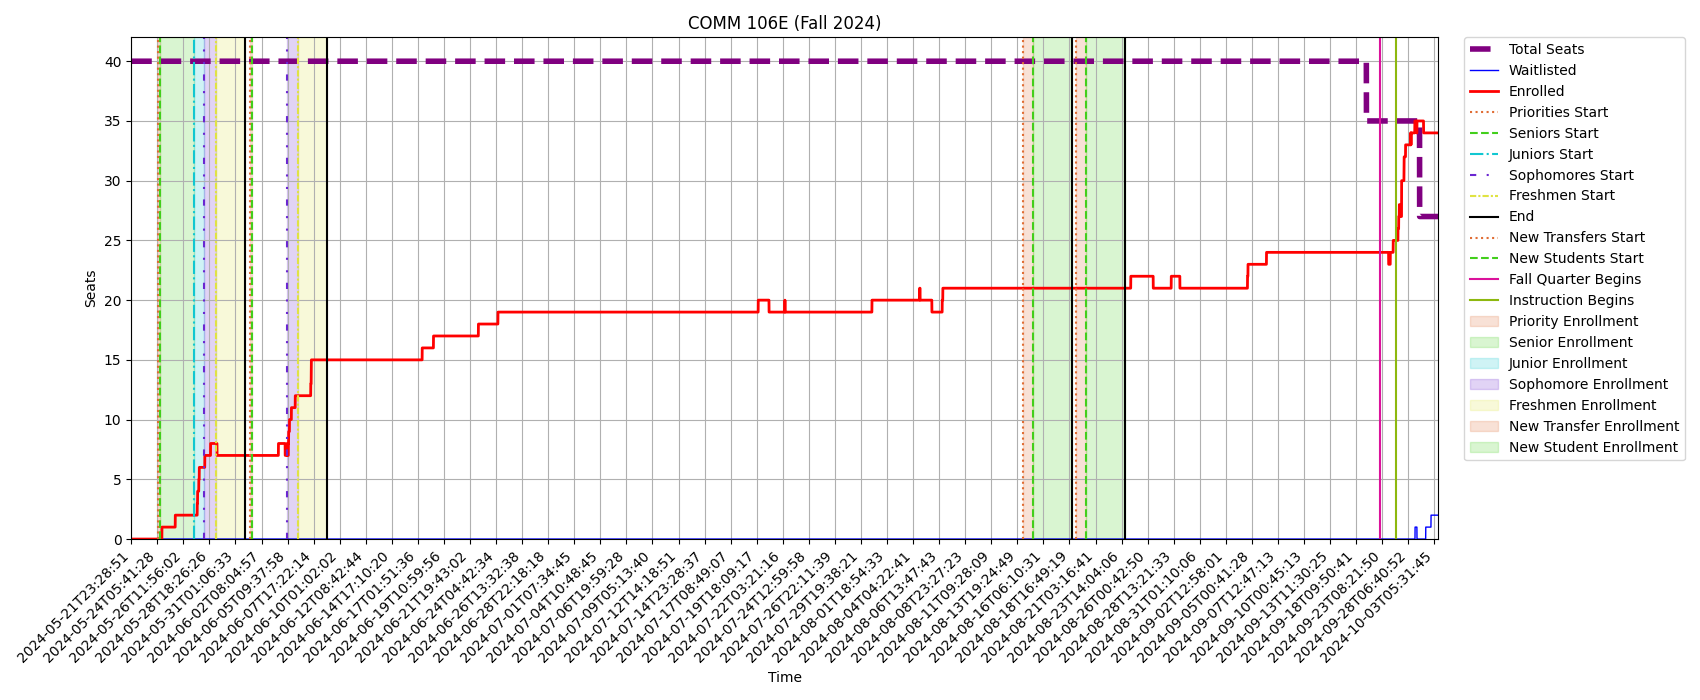 COMM 106E (Fall 2024)
Seats
40
35
30
25
20
15
10
5
0
2024-05-21T23:28:51
2024-05-24T05:41:28
2024-05-26T11:56:02
2024-05-28T18:26:26
2024-05-31T01:06:33
2024-06-02T08:04:57
2024-06-05T09:37:58
2024-06-07T17:22:14
2024-06-10T01:02:02
2024-06-12T08:42:44
2024-06-14T17:10:20
2024-06-17T01:51:36
2024-06-19T10:59:56
2024-06-21T19:43:02
2024-06-24T04:42:34
2024-06-26T13:32:38
2024-06-28T22:18:18
2024-07-01T07:34:45
2024-07-04T10:48:45
2024-07-06T19:59:28
2024-07-09T05:13:40
2024-07-12T14:18:51
2024-07-14T23:28:37
2024-07-17T08:49:07
2024-07-19T18:09:17
2024-07-22T03:21:16
2024-07-24T12:59:58
2024-07-26T22:11:39
2024-07-29T19:38:21
2024-08-01T18:54:33
2024-08-04T04:22:41
2024-08-06T13:47:43
2024-08-08T23:27:23
2024-08-11T09:28:09
2024-08-13T19:24:49
2024-08-16T06:10:31
2024-08-18T16:49:19
2024-08-21T03:16:41
2024-08-23T14:04:06
2024-08-26T00:42:50
2024-08-28T13:21:33
2024-08-31T01:10:06
2024-09-02T12:58:01
2024-09-05T00:41:28
2024-09-07T12:47:13
2024-09-10T00:45:13
2024-09-13T11:30:25
2024-09-18T09:50:41
2024-09-23T08:21:50
2024-09-28T06:40:52
2024-10-03T05:31:45
Time
Total Seats
Waitlisted
Enrolled
Priorities Start
Seniors Start
Juniors Start
Sophomores Start
Freshmen Start
End
New Transfers Start
New Students Start
Fall Quarter Begins
Instruction Begins
Priority Enrollment
Senior Enrollment
Junior Enrollment
Sophomore Enrollment
Freshmen Enrollment
New Transfer Enrollment
New Student Enrollment